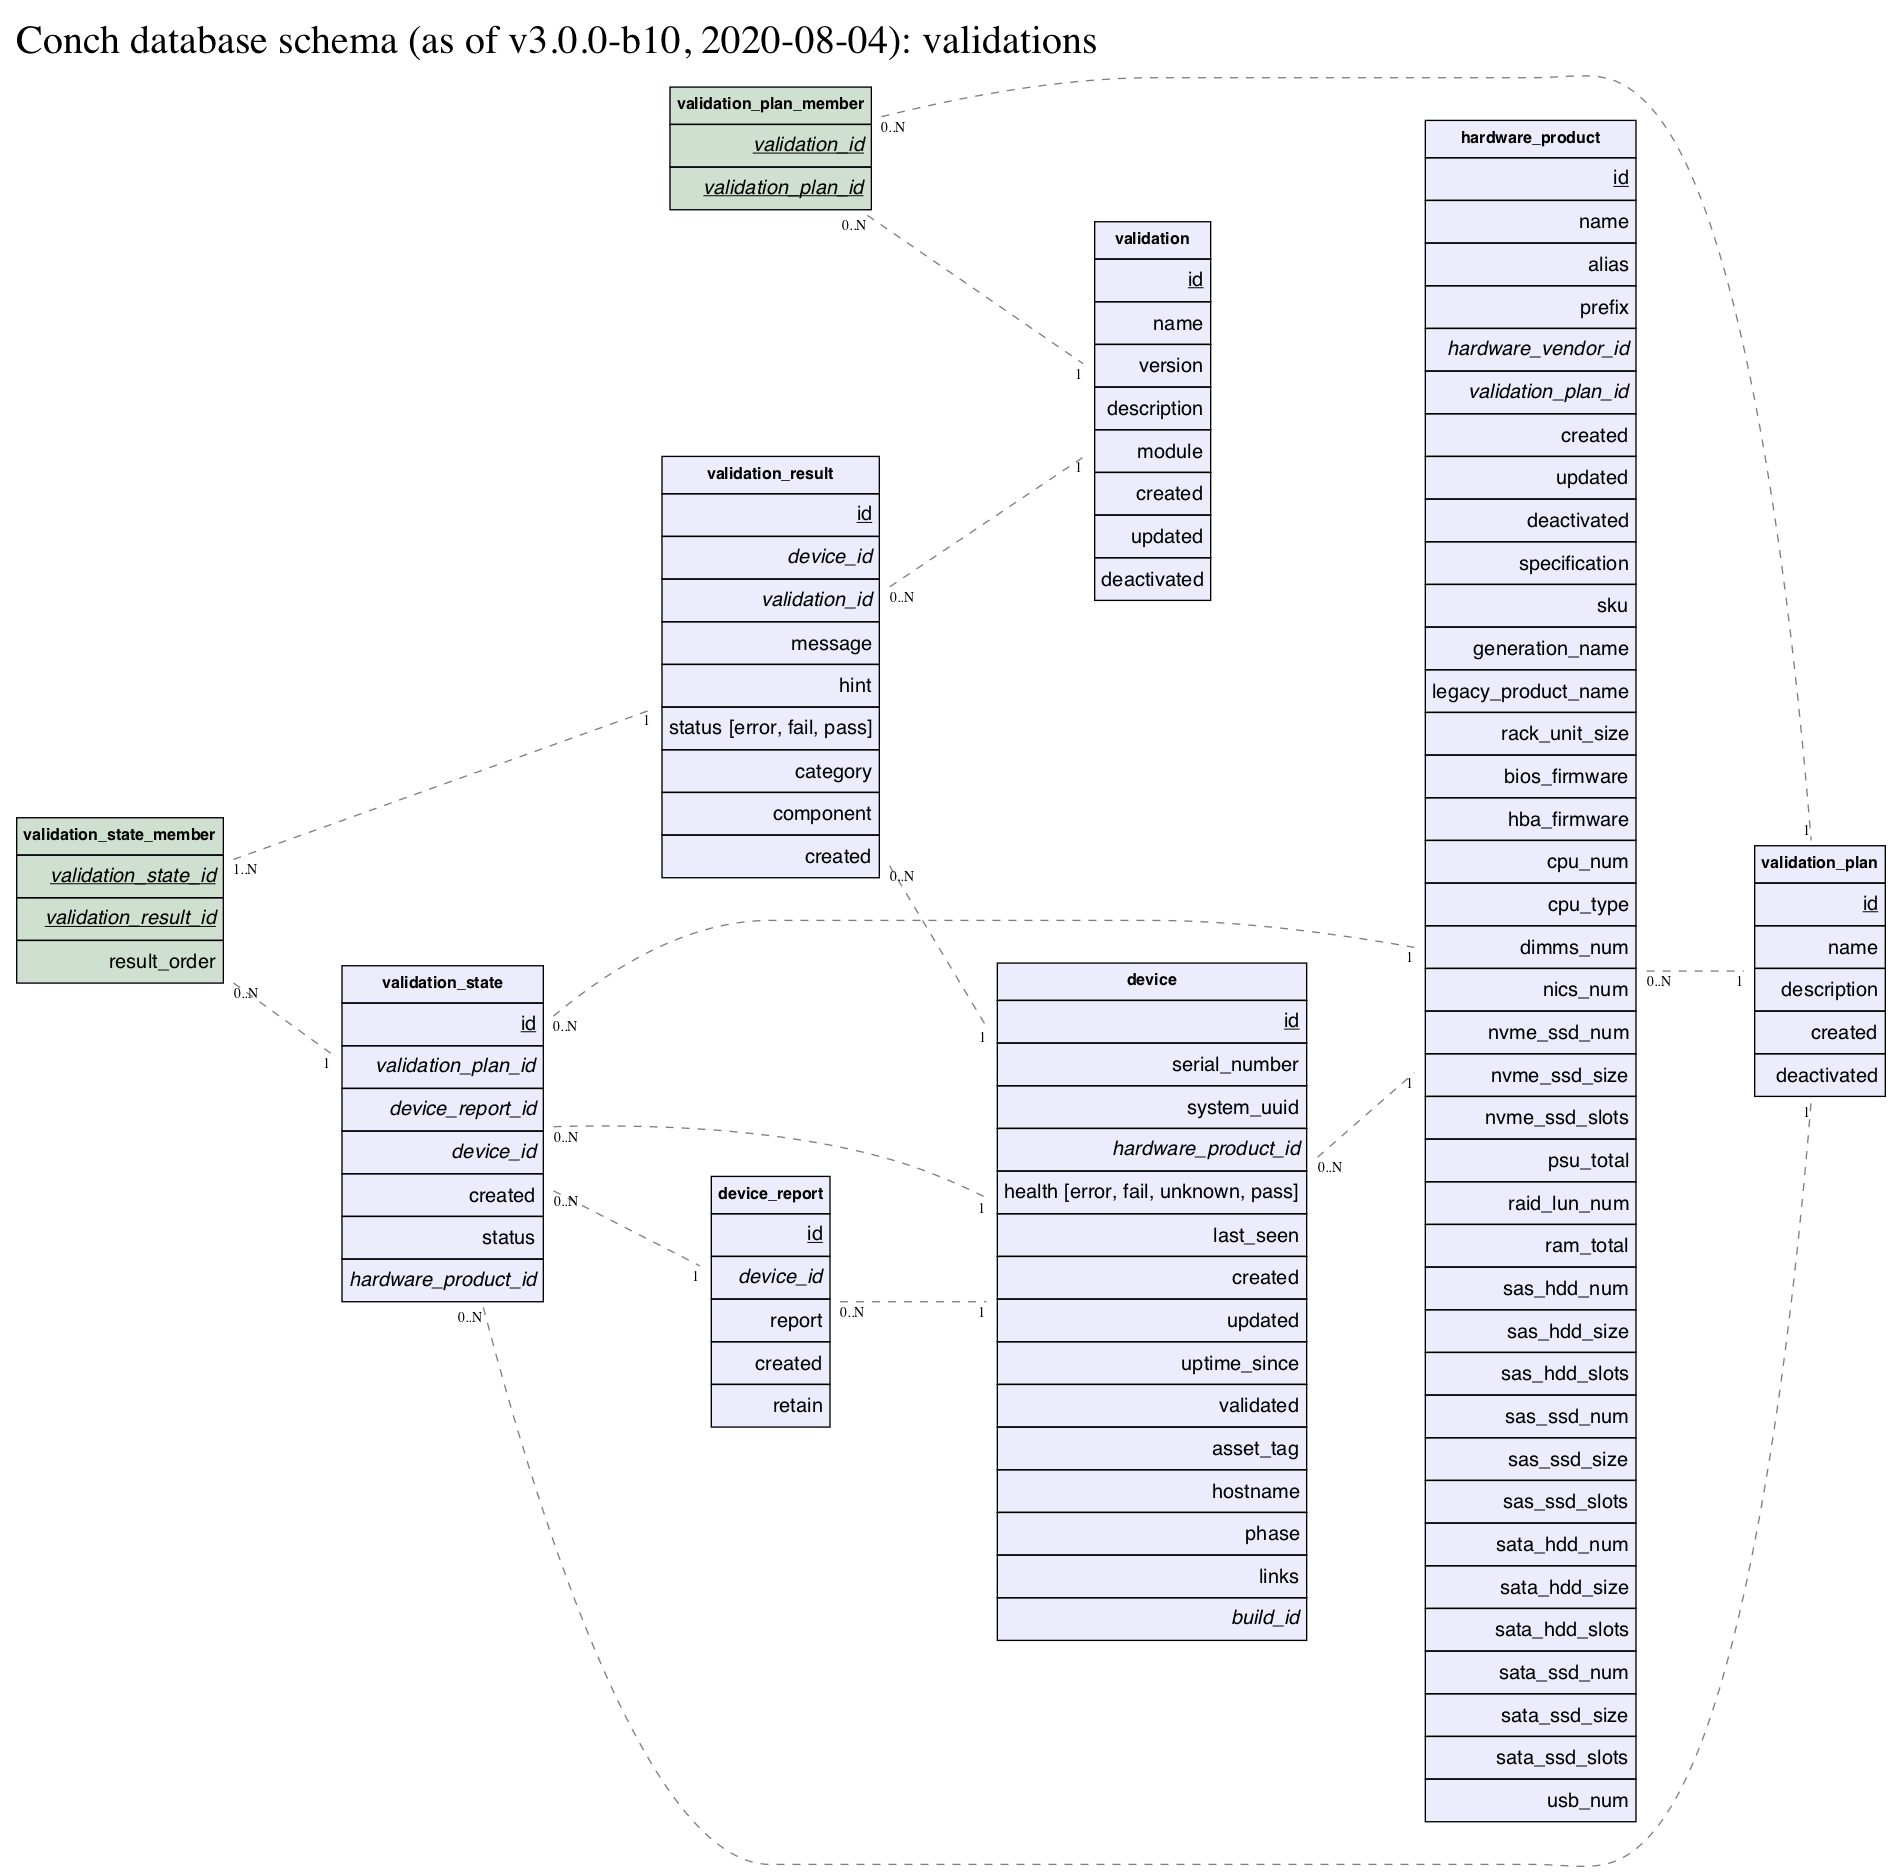 Conch database schema (as of v3.0.0-b10, 2020-08-04): validations
validation_plan_member
validation_id
validation_plan_id
0..N
0..N
validation
id
name
version
description
module
created
updated
deactivated
1
1
validation_result
id
device_id
validation_id
message
hint
status [error, fail, pass]
category
component
created
0..N
1
0..N
validation_state_member
validation_state_id
validation_result_id
result_order
1..N
0..N
validation_state
id
validation_plan_id
device_report_id
device_id
created
status
hardware_product_id
1
0..N
0..N
0..N
0..N
device_report
id
device_id
report
created
retain
1
0..N
device
id
serial_number
system_uuid
hardware_product_id
health [error, fail, unknown, pass]
last_seen
created
updated
uptime_since
validated
asset_tag
hostname
phase
links
build_id
1
1
1
0..N
hardware_product
id
name
alias
prefix
hardware_vendor_id
validation_plan_id
created
updated
deactivated
specification
sku
generation_name
legacy_product_name
rack_unit_size
bios_firmware
hba_firmware
cpu_num
cpu_type
dimms_num
nics_num
nvme_ssd_num
nvme_ssd_size
nvme_ssd_slots
psu_total
raid_lun_num
ram_total
sas_hdd_num
sas_hdd_size
sas_hdd_slots
sas_ssd_num
sas_ssd_size
sas_ssd_slots
sata_hdd_num
sata_hdd_size
sata_hdd_slots
sata_ssd_num
sata_ssd_size
sata_ssd_slots
usb_num
1
1
0..N
1
validation_plan
id
name
description
created
deactivated
1
1